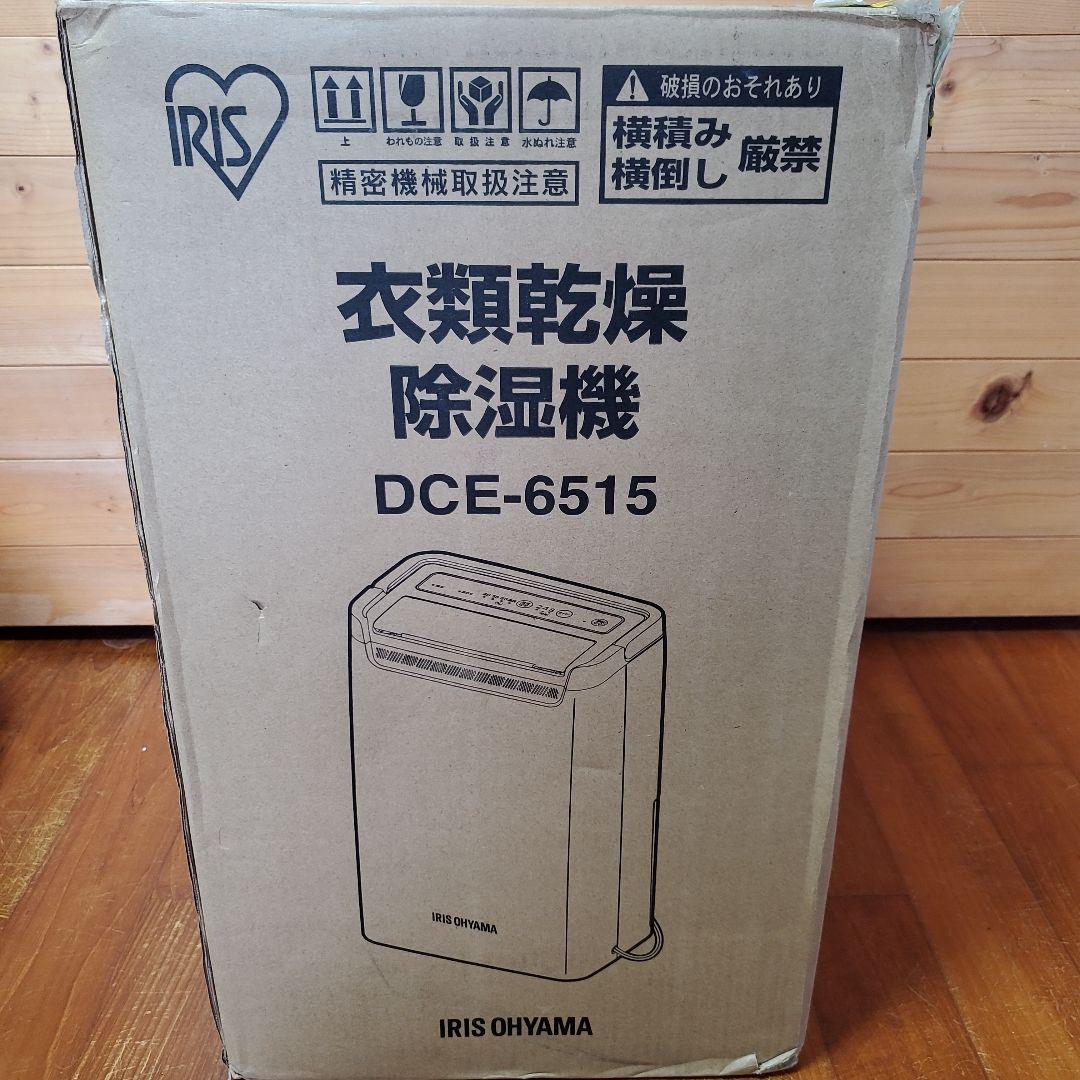 IRIS
上
われもの注意
取扱注意
水ぬれ注意
精密機械取扱注意
破損のおそれあり
横積み
横倒し
厳禁
衣類乾燥
除湿機
DCE-6515
IRIS OHYAMA
IRIS OHYAMA